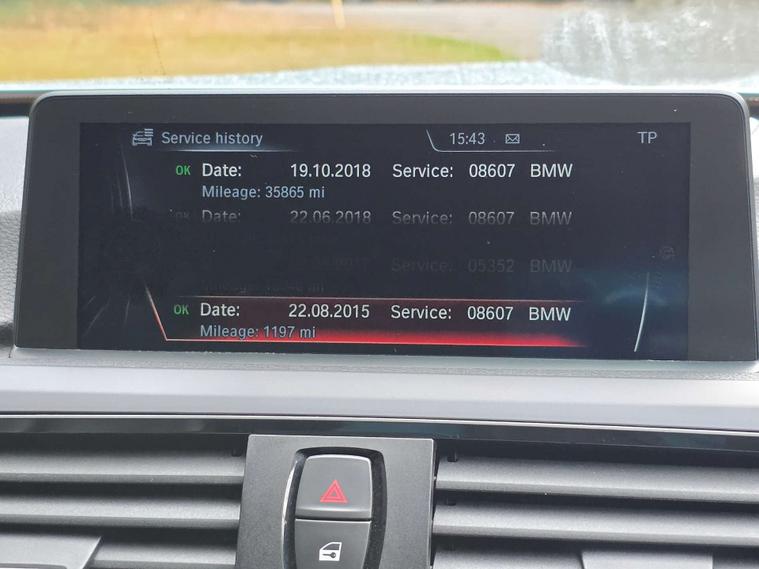 Service history
15:43
TP
OK Date: 19.10.2018 Service: 08607 BMW
Mileage: 35865 mi
OK Date: 22.06.2018 Service: 08607 BMW
05352 BMW
OK Date: 22.08.2015 Service: 08607 BMW
Mileage: 1197 mi